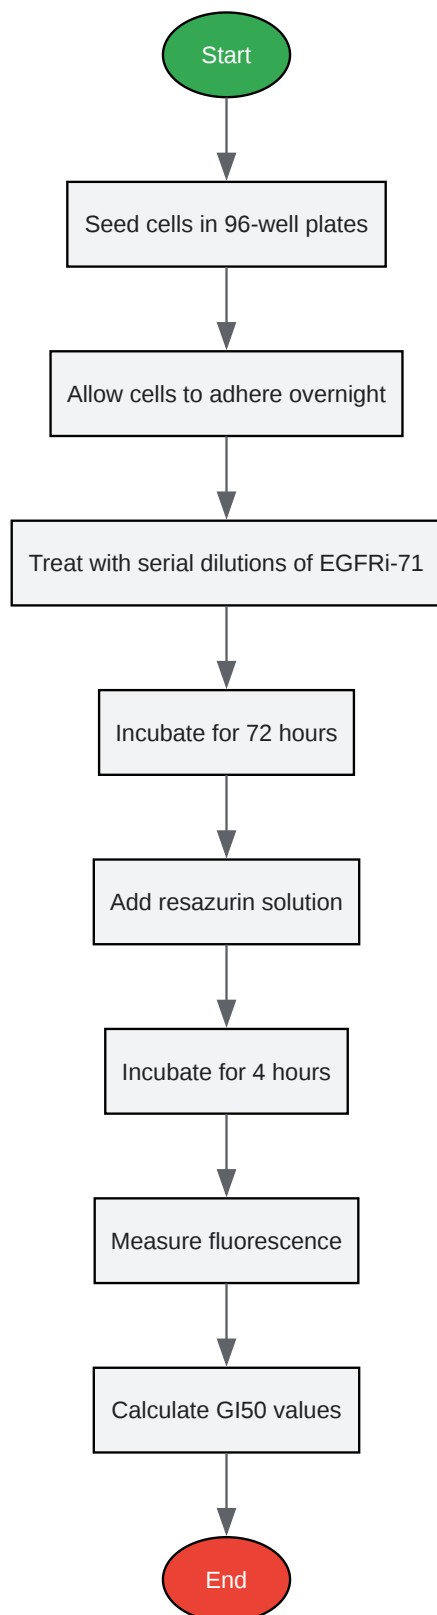 Start
Seed cells in 96-well plates
Allow cells to adhere overnight
Treat with serial dilutions of EGFRi-71
Incubate for 72 hours
Add resazurin solution
Incubate for 4 hours
Measure fluorescence
Calculate GI50 values
End